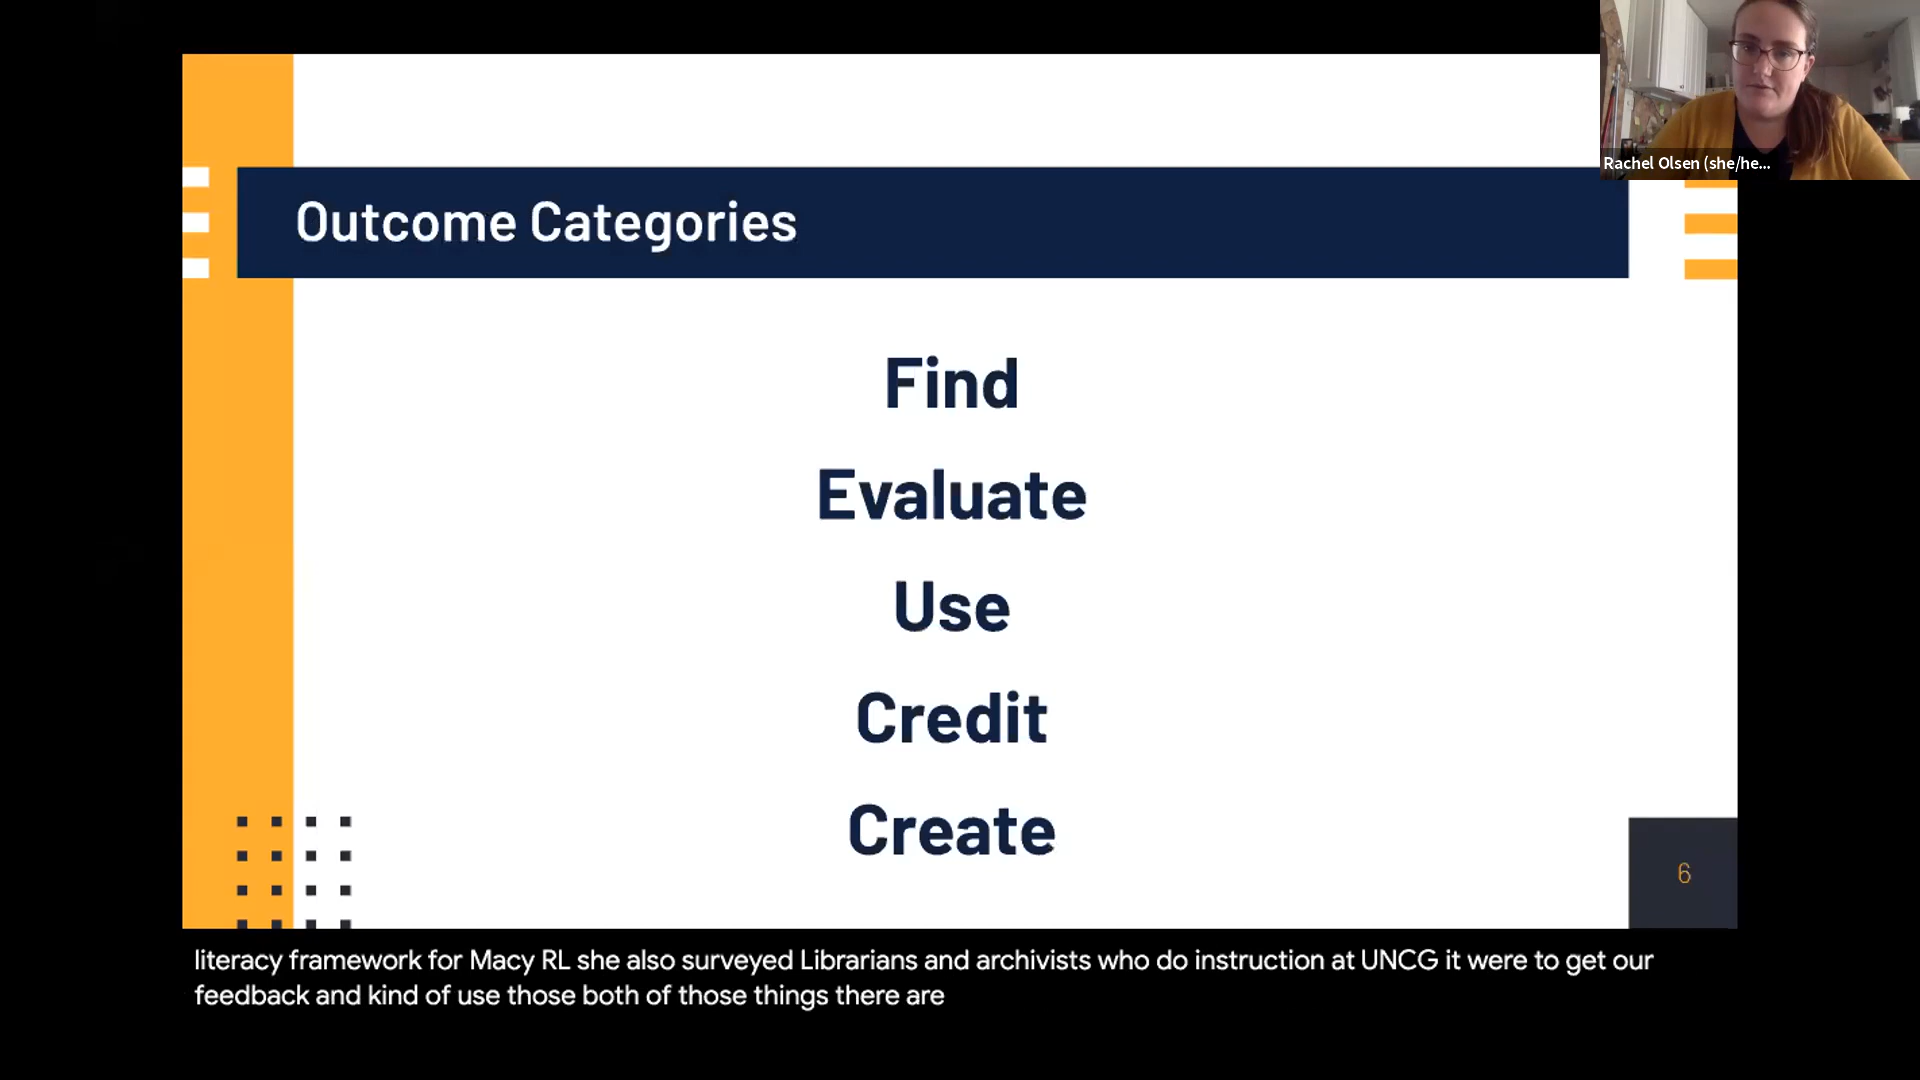 Rachel Olsen (she/he...
Outcome Categories
Find
Evaluate
Use
Credit
Create
6
literacy framework for Macy RL she also surveyed Librarians and archivists who do instruction at UNCG it were to get our
feedback and kind of use those both of those things there are